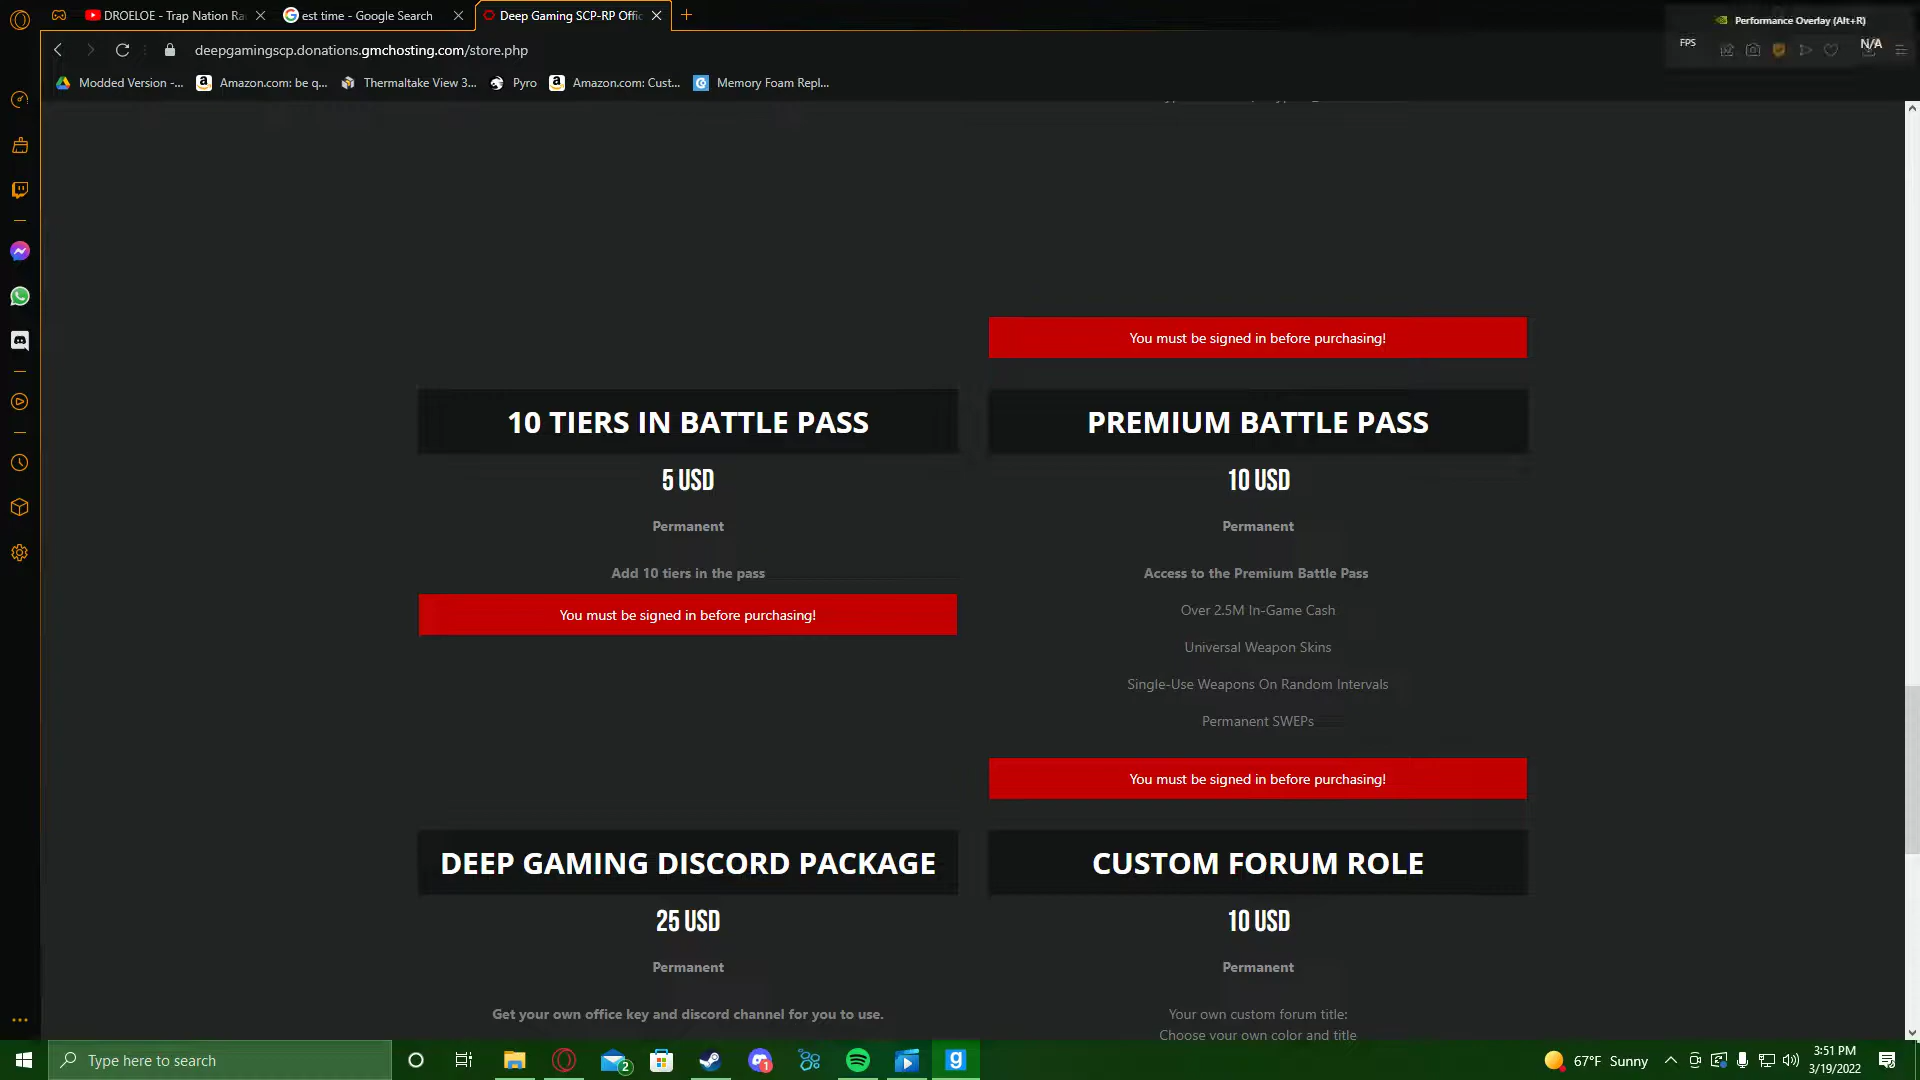 DROELOE - Trap Nation Ra
est time - Google Search
Deep Gaming SCP-RP Offic
Performance Overlay (Alt+R)
FPS
N/A
deepgamingscp.donations.gmchosting.com/store.php
Modded Version -...
Amazon.com: be q...
Thermaltake View 3...
Pyro
Amazon.com: Cust...
Memory Foam Repl...
You must be signed in before purchasing!
10 TIERS IN BATTLE PASS
5 USD
Permanent
Add 10 tiers in the pass
You must be signed in before purchasing!
PREMIUM BATTLE PASS
10 USD
Permanent
Access to the Premium Battle Pass
Over 2.5M In-Game Cash
Universal Weapon Skins
Single-Use Weapons On Random Intervals
Permanent SWEPs
You must be signed in before purchasing!
DEEP GAMING DISCORD PACKAGE
25 USD
Permanent
Get your own office key and discord channel for you to use.
CUSTOM FORUM ROLE
10 USD
Permanent
Your own custom forum title:
Choose your own color and title
Type here to search
2
1
g
67°F Sunny
3:51 PM
3/19/2022